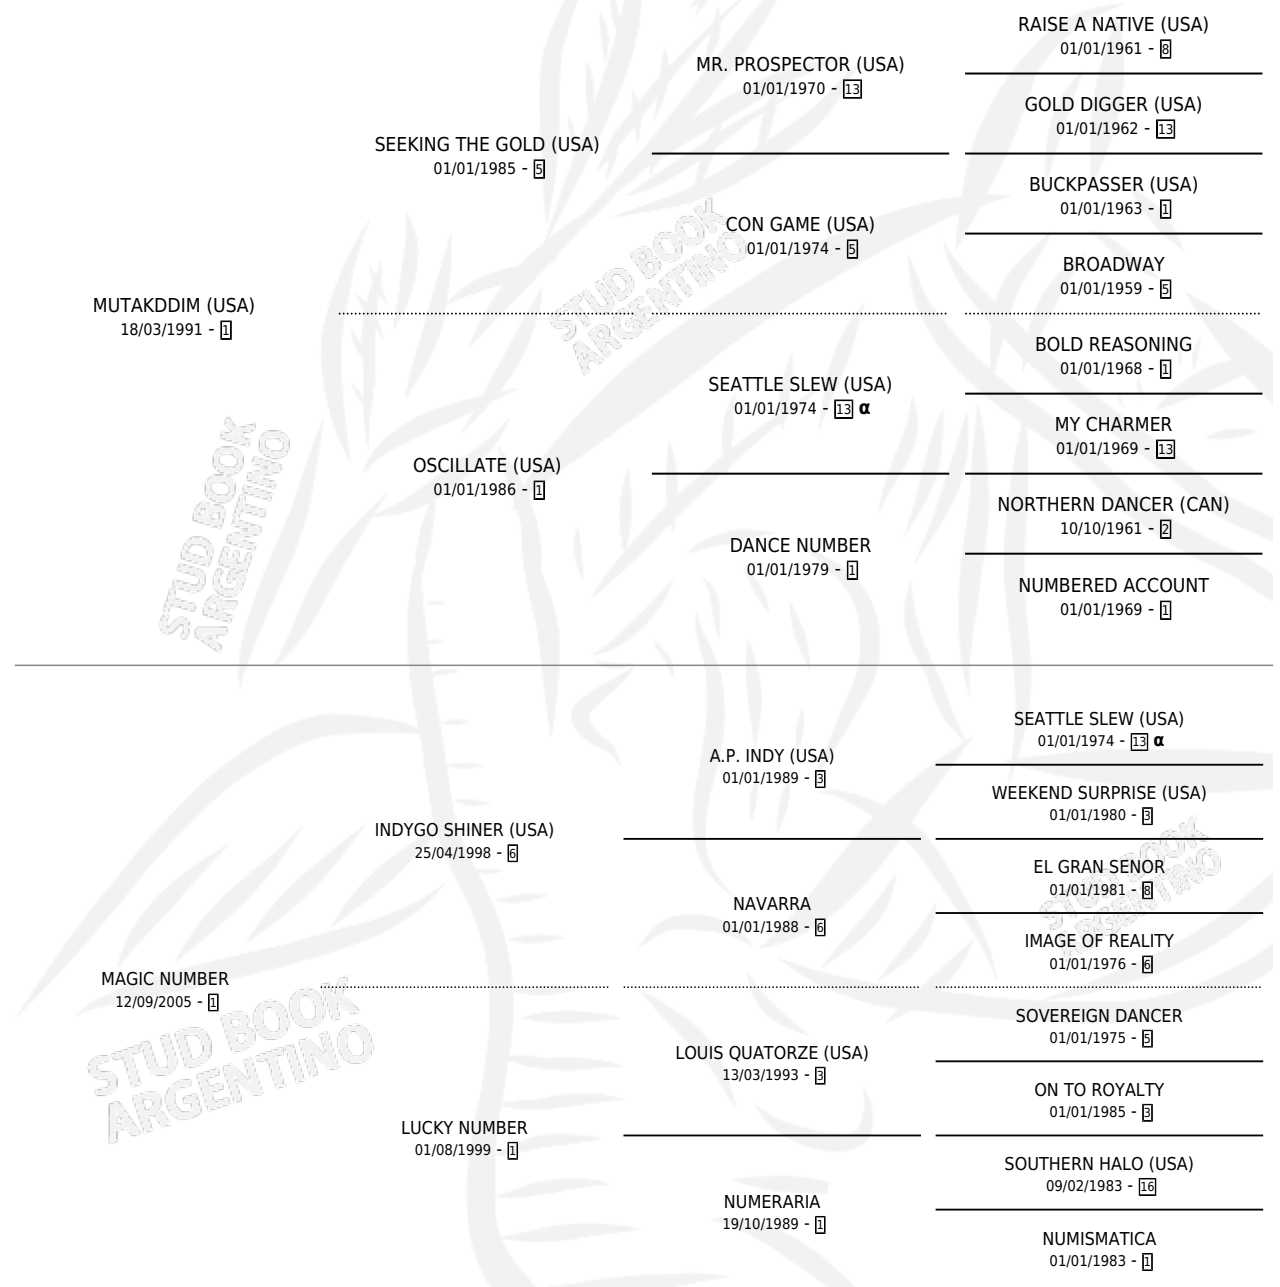 RAISE A NATIVE (USA)
01/01/1961 - 8
MR. PROSPECTOR (USA)
01/01/1970 - 13
GOLD DIGGER (USA)
01/01/1962 - 13
SEEKING THE GOLD (USA)
01/01/1985 - 5
BUCKPASSER (USA)
01/01/1963 - 1
CON GAME (USA)
01/01/1974 - 5
BROADWAY
01/01/1959 - 5
MUTAKDDIM (USA)
18/03/1991 - 1
BOLD REASONING
01/01/1968 - 1
SEATTLE SLEW (USA)
01/01/1974 - 13 α
MY CHARMER
01/01/1969 - 13
OSCILLATE (USA)
01/01/1986 - 1
NORTHERN DANCER (CAN)
10/10/1961 - 2
DANCE NUMBER
01/01/1979 - 1
NUMBERED ACCOUNT
01/01/1969 - 1
SEATTLE SLEW (USA)
01/01/1974 - 13 α
A.P. INDY (USA)
01/01/1989 - 3
WEEKEND SURPRISE (USA)
01/01/1980 - 3
INDYGO SHINER (USA)
25/04/1998 - 6
EL GRAN SENOR
01/01/1981 - 8
NAVARRA
01/01/1988 - 6
IMAGE OF REALITY
01/01/1976 - 6
MAGIC NUMBER
12/09/2005 - 1
SOVEREIGN DANCER
01/01/1975 - 5
LOUIS QUATORZE (USA)
13/03/1993 - 3
ON TO ROYALTY
01/01/1985 - 3
LUCKY NUMBER
01/08/1999 - 1
SOUTHERN HALO (USA)
09/02/1983 - 16
NUMERARIA
19/10/1989 - 1
NUMISMATICA
01/01/1983 - 1
STUD BOOK
ARGENTINO
STUD BOOK
ARGENTINO
STUD BOOK
ARGENTINO
STUD BOOK
ARGENTINO